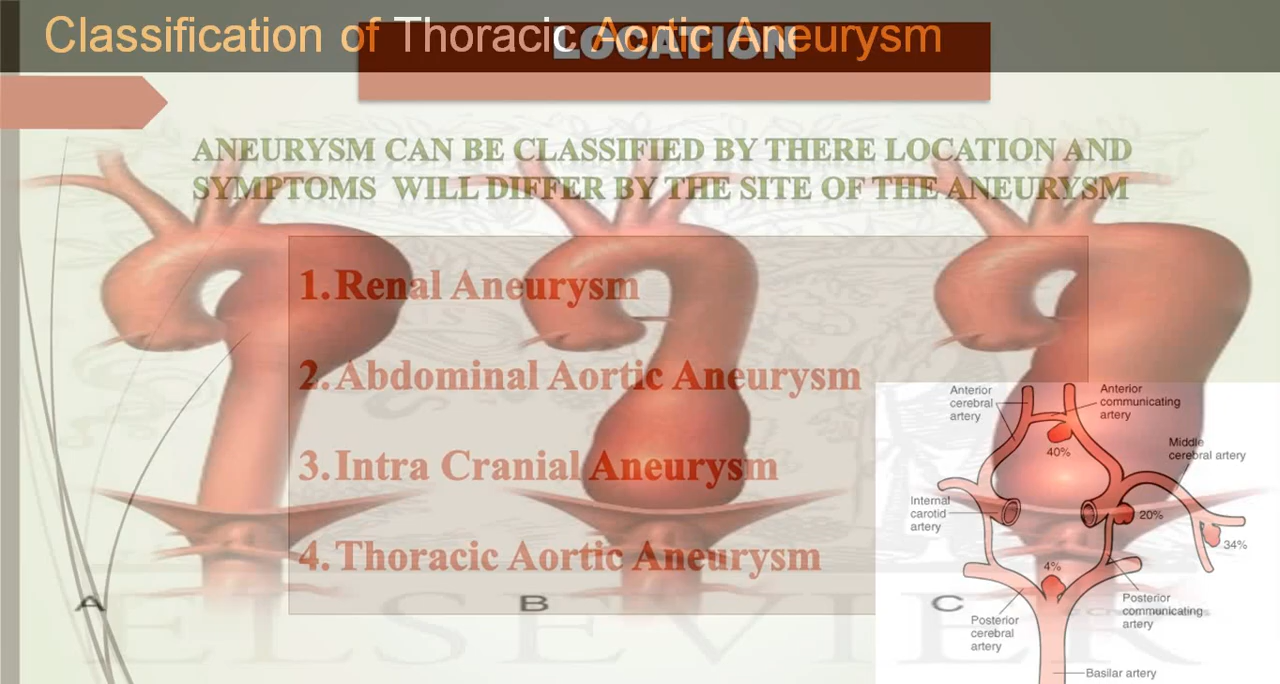 Classification of Thoracic Aortic Aneurysm
LOCATION
ANEURYSM CAN BE CLASSIFIED BY THERE LOCATION AND
SYMPTOMS WILL DIFFER BY THE SITE OF THE ANEURYSM
1. Renal Aneurysm
2. Abdominal Aortic Aneurysm
3. Intra Cranial Aneurysm
4. Thoracic Aortic Aneurysm
A
B
C
ELSEVIER
Anterior
cerebral
artery
Anterior
communicating
artery
40%
Middle
cerebral artery
Internal
carotid
artery
20%
34%
4%
Posterior
cerebral
artery
Posterior
communicating
artery
Basilar artery